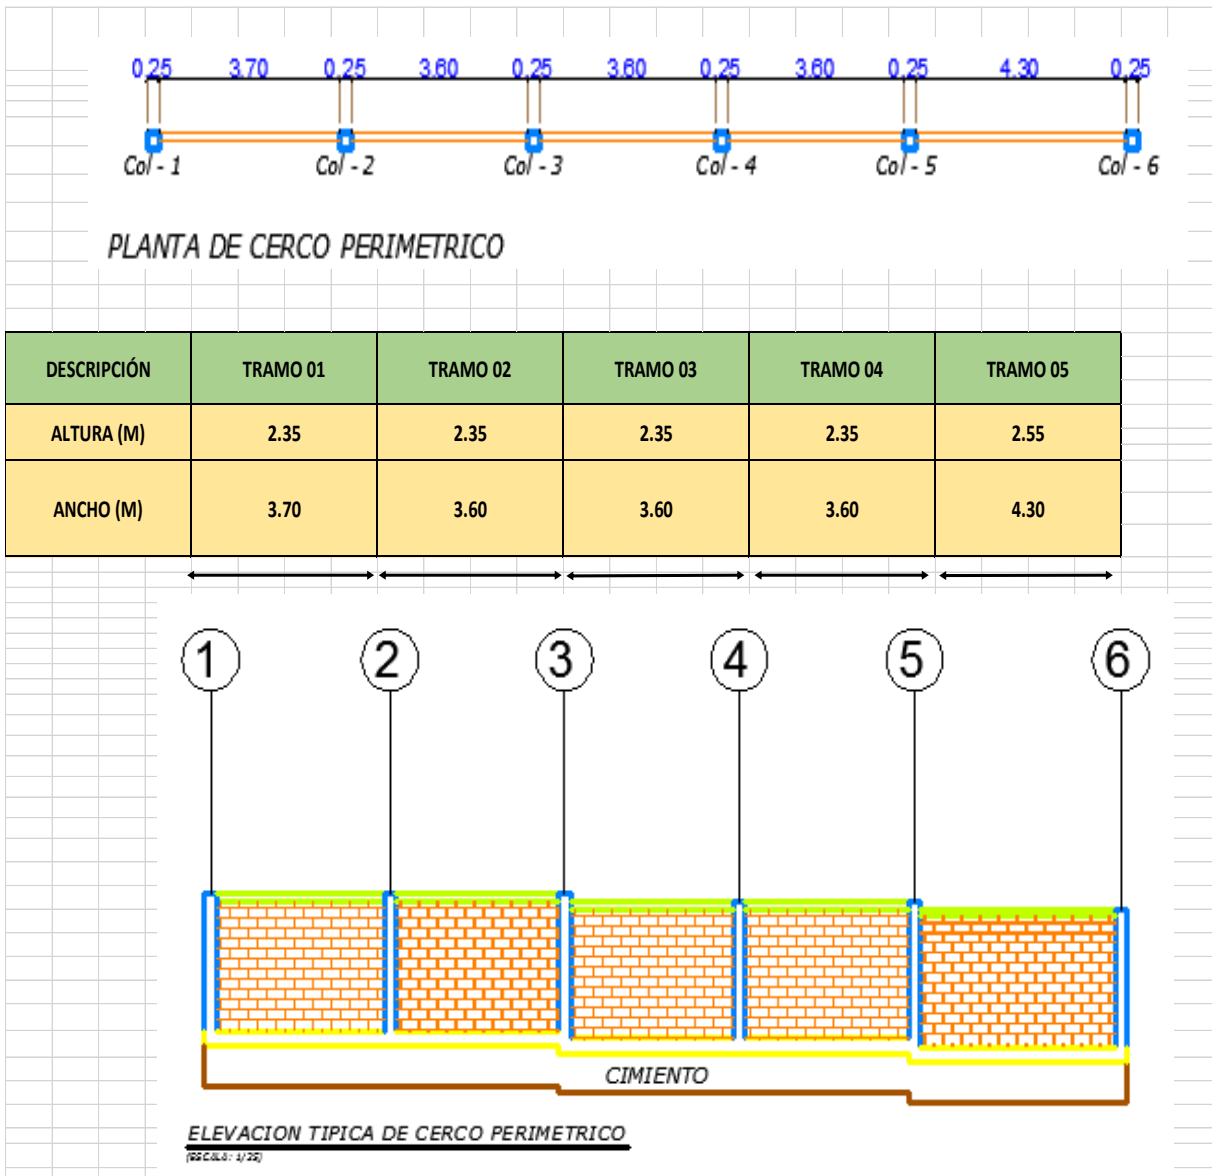 0.25 3.70 0.25 3.60 0.25 3.60 0.25 3.60 0.25 4.30 0.25
Col - 1 Col - 2 Col - 3 Col - 4 Col - 5 Col - 6
PLANTA DE CERCO PERIMETRICO
DESCRIPCIÓN TRAMO 01 TRAMO 02 TRAMO 03 TRAMO 04 TRAMO 05
ALTURA (M) 2.35 2.35 2.35 2.35 2.55
ANCHO (M) 3.70 3.60 3.60 3.60 4.30
1 2 3 4 5 6
CIMIENTO
ELEVACION TIPICA DE CERCO PERIMETRICO
(ESCALA: 1/25)